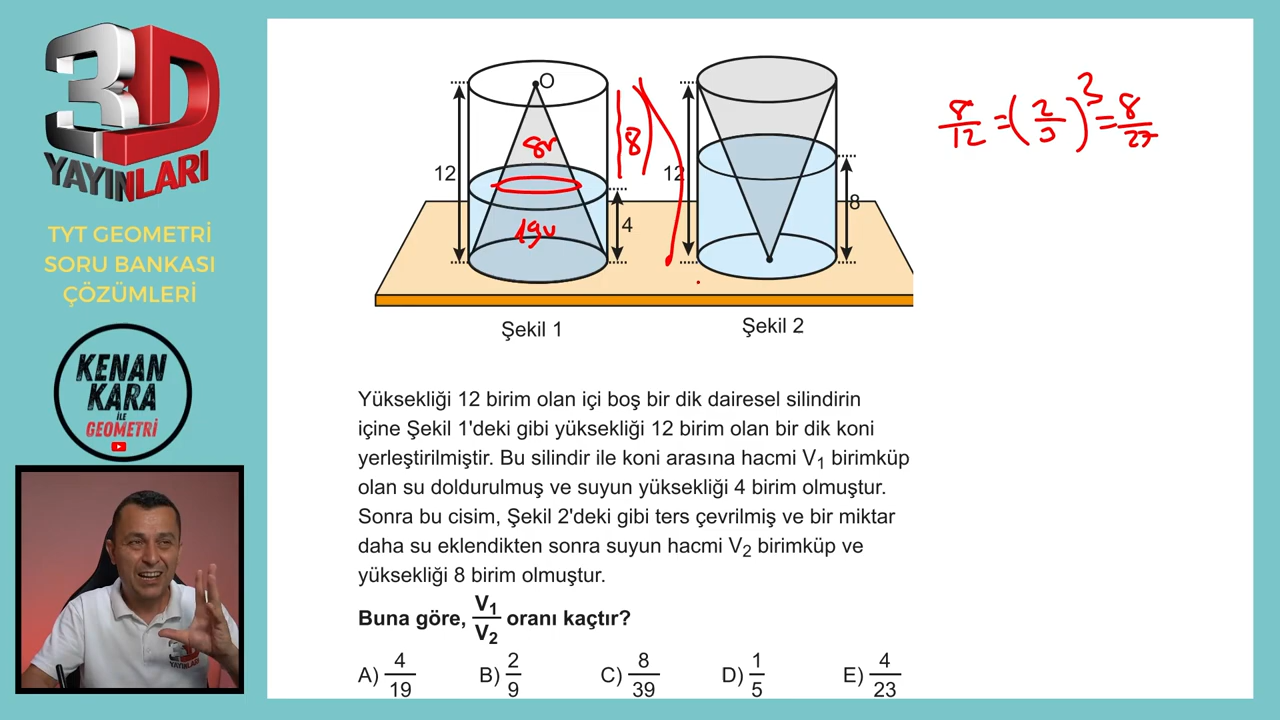 3D
YAYINLARI
TYT GEOMETRİ
SORU BANKASI
ÇÖZÜMLERİ
KENAN
KARA
İLE
GEOMETRİ
O
12
8v
19v
8
4
12
8
8/12 = (2/3)^3 = 8/27
Şekil 1
Şekil 2
Yüksekliği 12 birim olan içi boş bir dik dairesel silindirin
içine Şekil 1'deki gibi yüksekliği 12 birim olan bir dik koni
yerleştirilmiştir. Bu silindir ile koni arasına hacmi V1 birimküp
olan su doldurulmuş ve suyun yüksekliği 4 birim olmuştur.
Sonra bu cisim, Şekil 2'deki gibi ters çevrilmiş ve bir miktar
daha su eklendikten sonra suyun hacmi V2 birimküp ve
yüksekliği 8 birim olmuştur.
Buna göre, V1/V2 oranı kaçtır?
A) 4/19 B) 2/9 C) 8/39 D) 1/5 E) 4/23